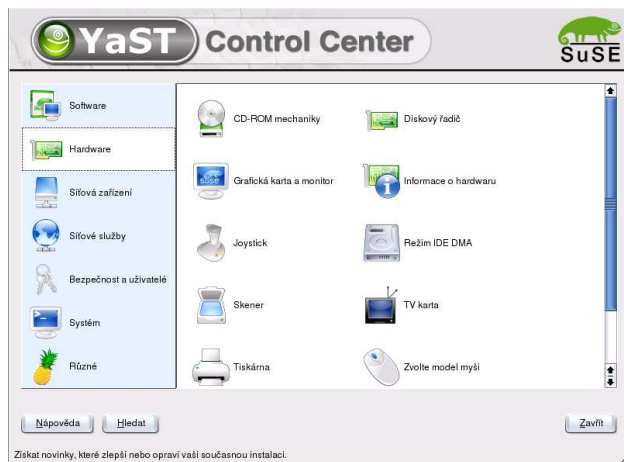 YaST Control Center
SuSE
Software
Hardware
Síťová zařízení
Síťové služby
Bezpečnost a uživatelé
Systém
Různé
CD-ROM mechaniky
Diskový řadič
Grafická karta a monitor
Informace o hardwaru
Joystick
Režim IDE DMA
Skener
TV karta
Tiskárna
Zvolte model myši
Nápověda
Hledat
Zavřít
Získat novinky, které zlepší nebo opraví vaši současnou instalaci.